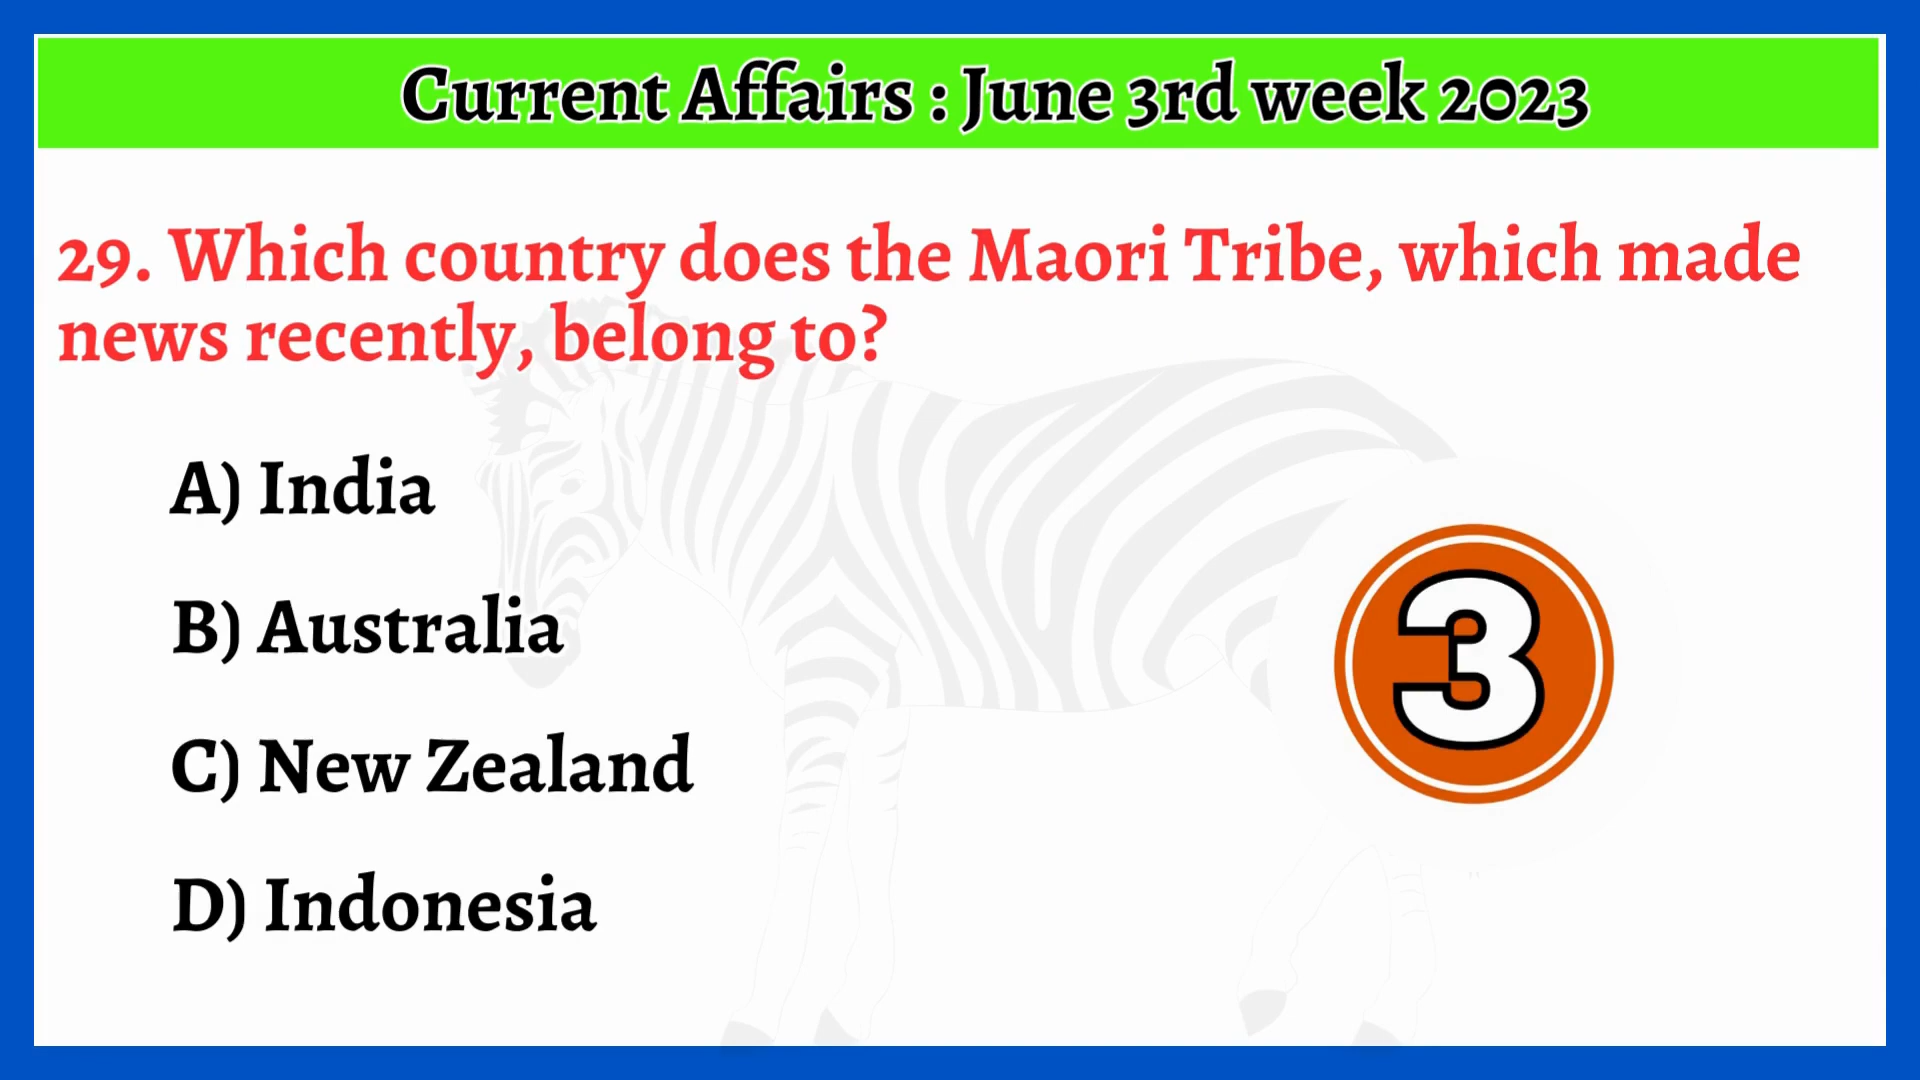 Current Affairs : June 3rd week 2023
29. Which country does the Maori Tribe, which made
news recently, belong to?
A) India
B) Australia
C) New Zealand
D) Indonesia
3